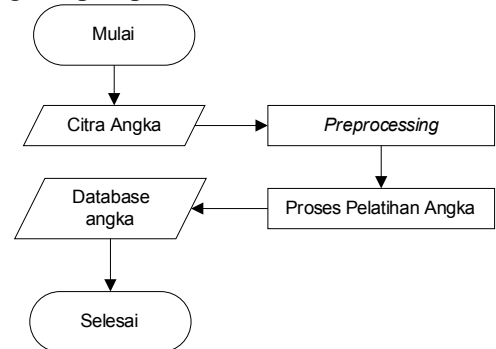 Mulai
Citra Angka
Preprocessing
Database
angka
Proses Pelatihan Angka
Selesai